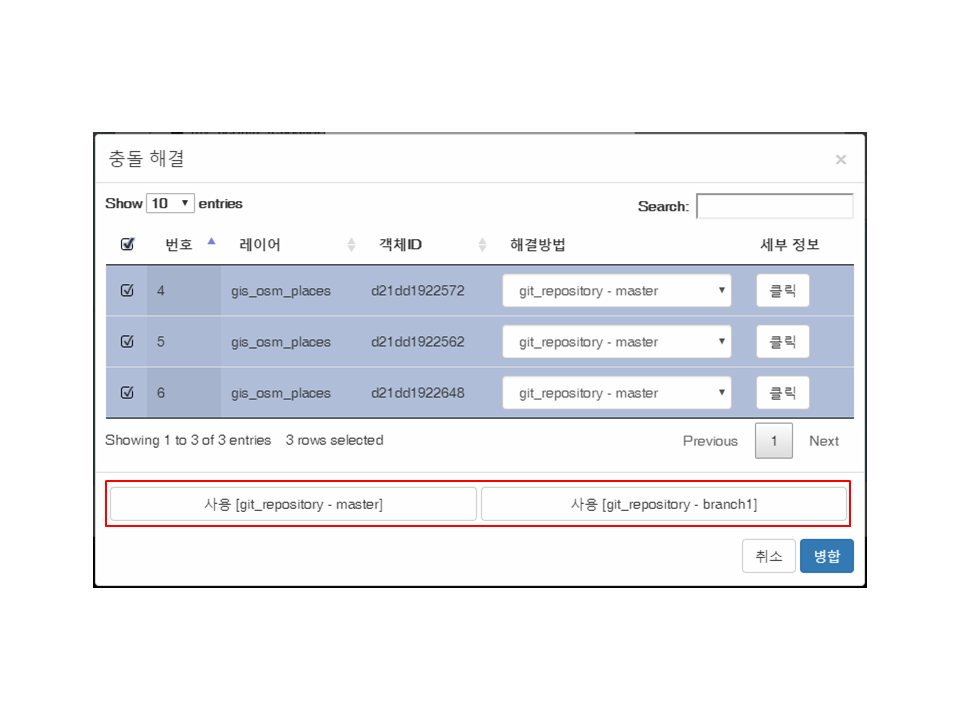 충돌 해결 ×
Show 10 entries Search:
번호 레이어 객체ID 해결방법 세부 정보
4 gis_osm_places d21dd1922572 git_repository - master 클릭
5 gis_osm_places d21dd1922562 git_repository - master 클릭
6 gis_osm_places d21dd1922648 git_repository - master 클릭
Showing 1 to 3 of 3 entries 3 rows selected Previous 1 Next
사용 [git_repository - master] 사용 [git_repository - branch1]
취소 병합